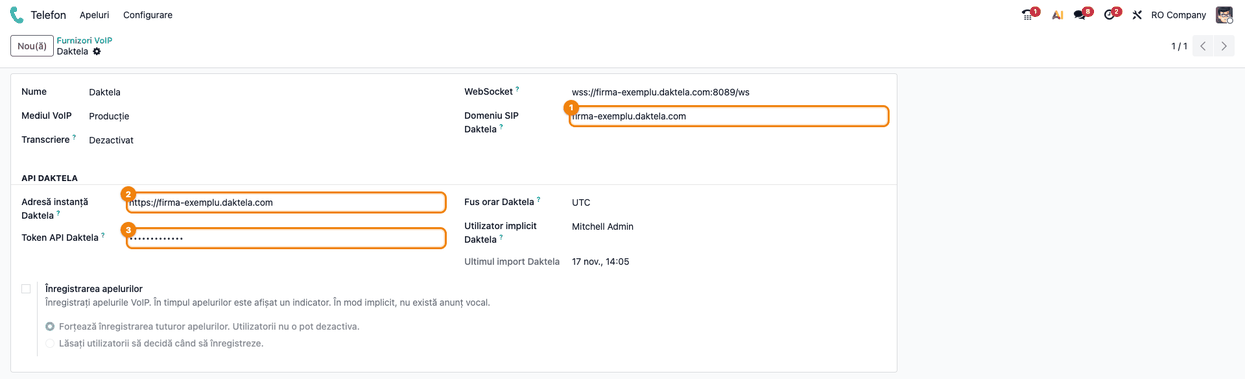 Telefon Apeluri Configurare 1 AI 8 2 RO Company
Nou(ă) Furnizori VoIP 1 / 1
Daktela
Nume Daktela WebSocket ? wss://firma-exemplu.daktela.com:8089/ws
1
Mediul VoIP Producție Domeniu SIP firma-exemplu.daktela.com
Daktela ?
Transcriere ? Dezactivat
API DAKTELA
2
Adresă instanță https://firma-exemplu.daktela.com Fus orar Daktela ? UTC
Daktela ?
3
Utilizator implicit Mitchell Admin
Token API Daktela ? ••••••••••••• Daktela ?
Ultimul import Daktela 17 nov., 14:05
Înregistrarea apelurilor
Înregistrați apelurile VoIP. În timpul apelurilor este afișat un indicator. În mod implicit, nu există anunț vocal.
Forțează înregistrarea tuturor apelurilor. Utilizatorii nu o pot dezactiva.
Lăsați utilizatorii să decidă când să înregistreze.